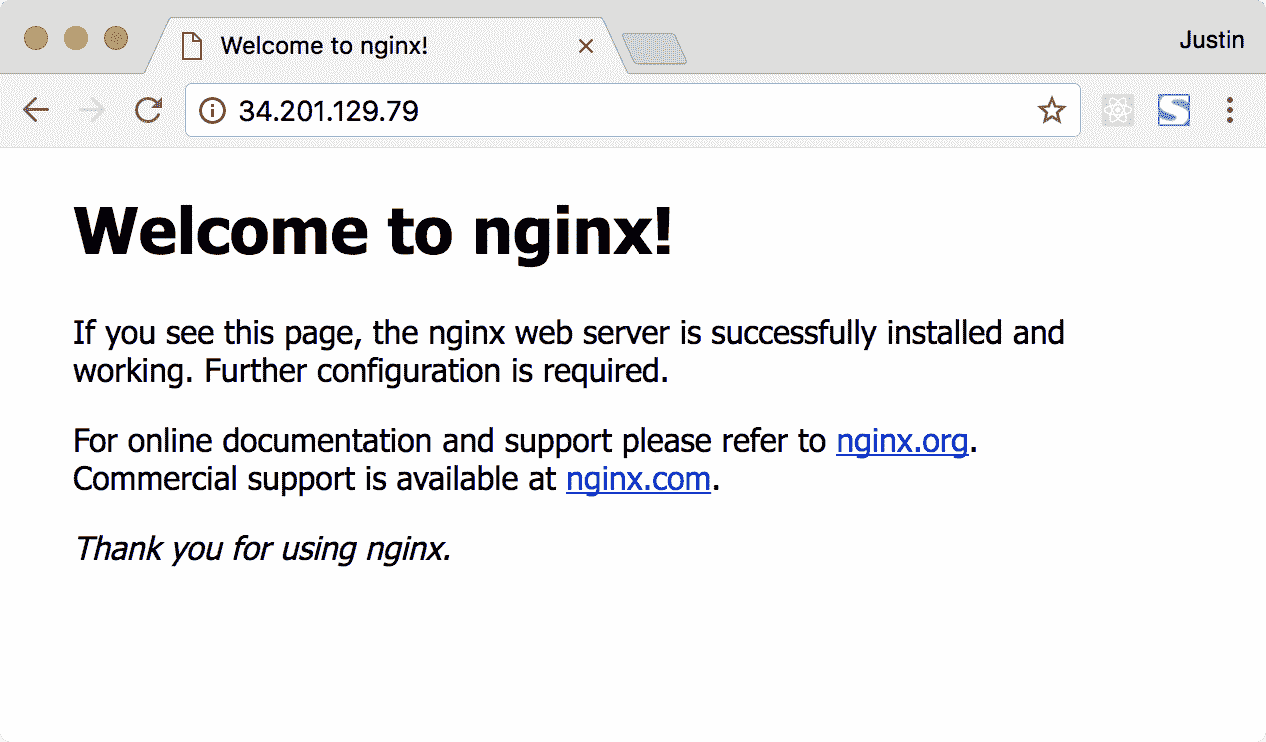 Welcome to nginx!
Justin
34.201.129.79
Welcome to nginx!
If you see this page, the nginx web server is successfully installed and
working. Further configuration is required.
For online documentation and support please refer to nginx.org.
Commercial support is available at nginx.com.
Thank you for using nginx.